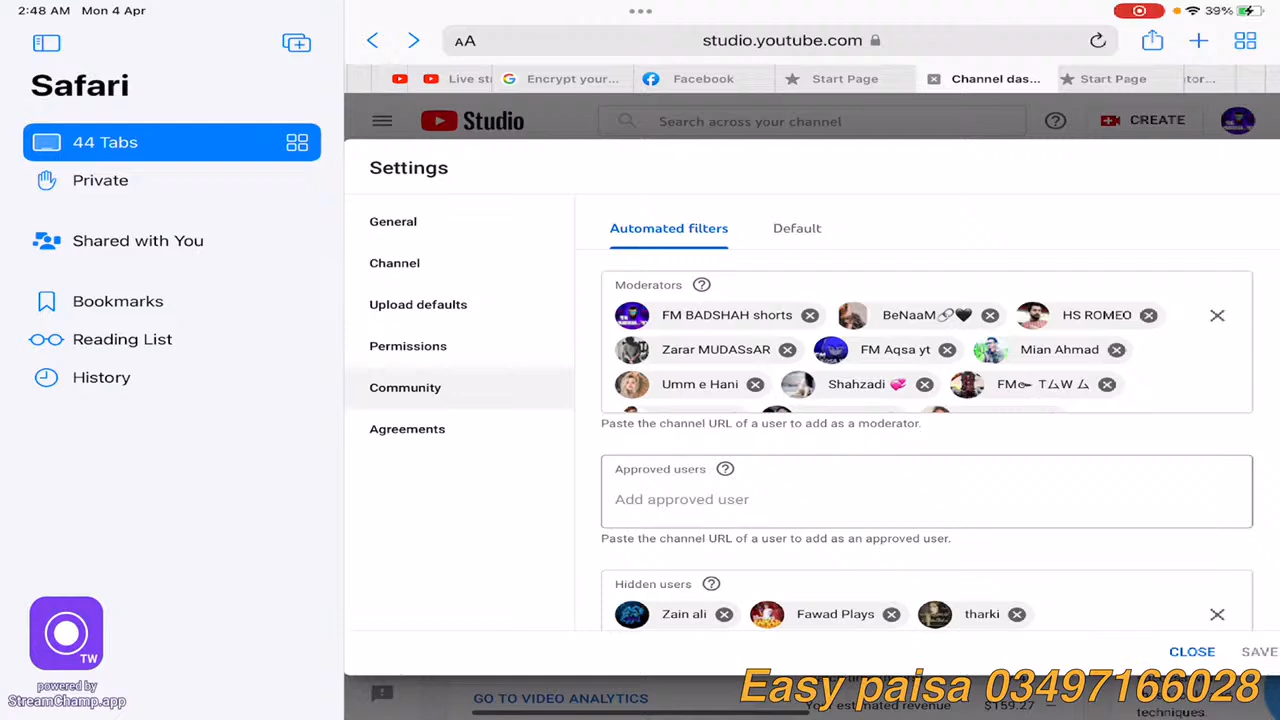 2:48 AM Mon 4 Apr
39%
AA
studio.youtube.com
Safari
Live st
Encrypt your...
Facebook
Start Page
Channel das...
Start Page
tor...
44 Tabs
Studio
Search across your channel
CREATE
Private
Settings
General
Automated filters
Default
Shared with You
Channel
Moderators
Bookmarks
Upload defaults
FM BADSHAH shorts
BeNaaM🔗🖤
HS ROMEO
Reading List
Permissions
Zarar MUDASsAR
FM Aqsa yt
Mian Ahmad
History
Community
Umm e Hani
Shahzadi 💞
Agreements
Paste the channel URL of a user to add as a moderator.
Approved users
Add approved user
Paste the channel URL of a user to add as an approved user.
Hidden users
Zain ali
Fawad Plays
tharki
TW
CLOSE
SAVE
powered by
StreamChamp.app
GO TO VIDEO ANALYTICS
Easy paisa 03497166028
$159.27
techniques.